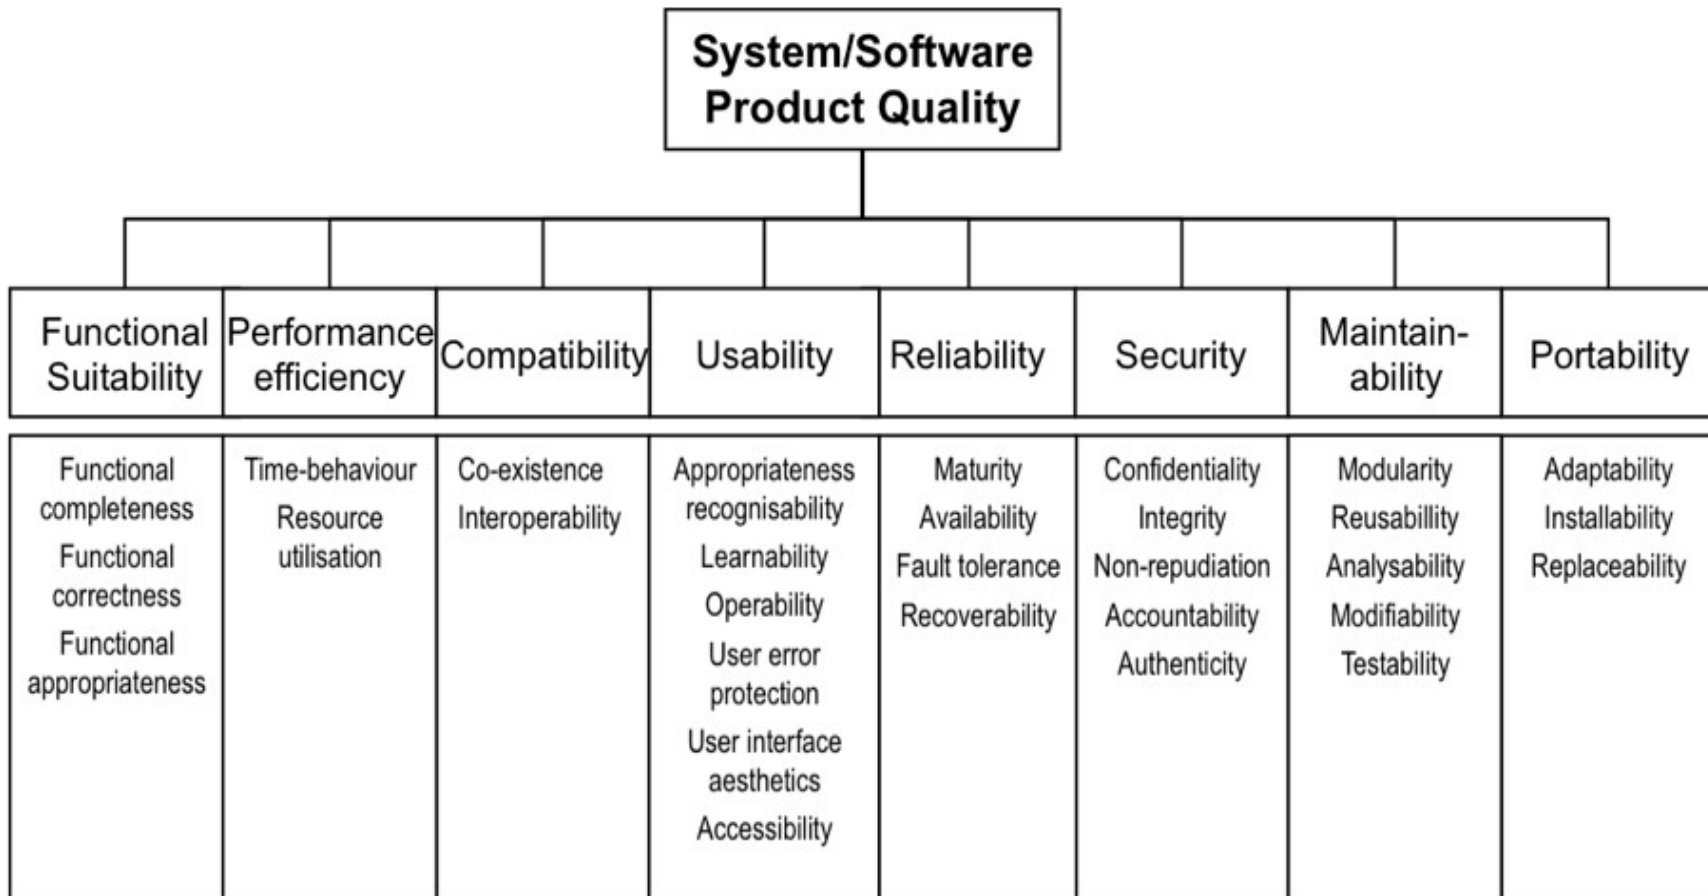 System/Software
Product Quality
Functional
Suitability
Performance
efficiency
Compatibility
Usability
Reliability
Security
Maintain-
ability
Portability
Functional
completeness
Functional
correctness
Functional
appropriateness
Time-behaviour
Resource
utilisation
Co-existence
Interoperability
Appropriateness
recognisability
Learnability
Operability
User error
protection
User interface
aesthetics
Accessibility
Maturity
Availability
Fault tolerance
Recoverability
Confidentiality
Integrity
Non-repudiation
Accountability
Authenticity
Modularity
Reusabillity
Analysability
Modifiability
Testability
Adaptability
Installability
Replaceability